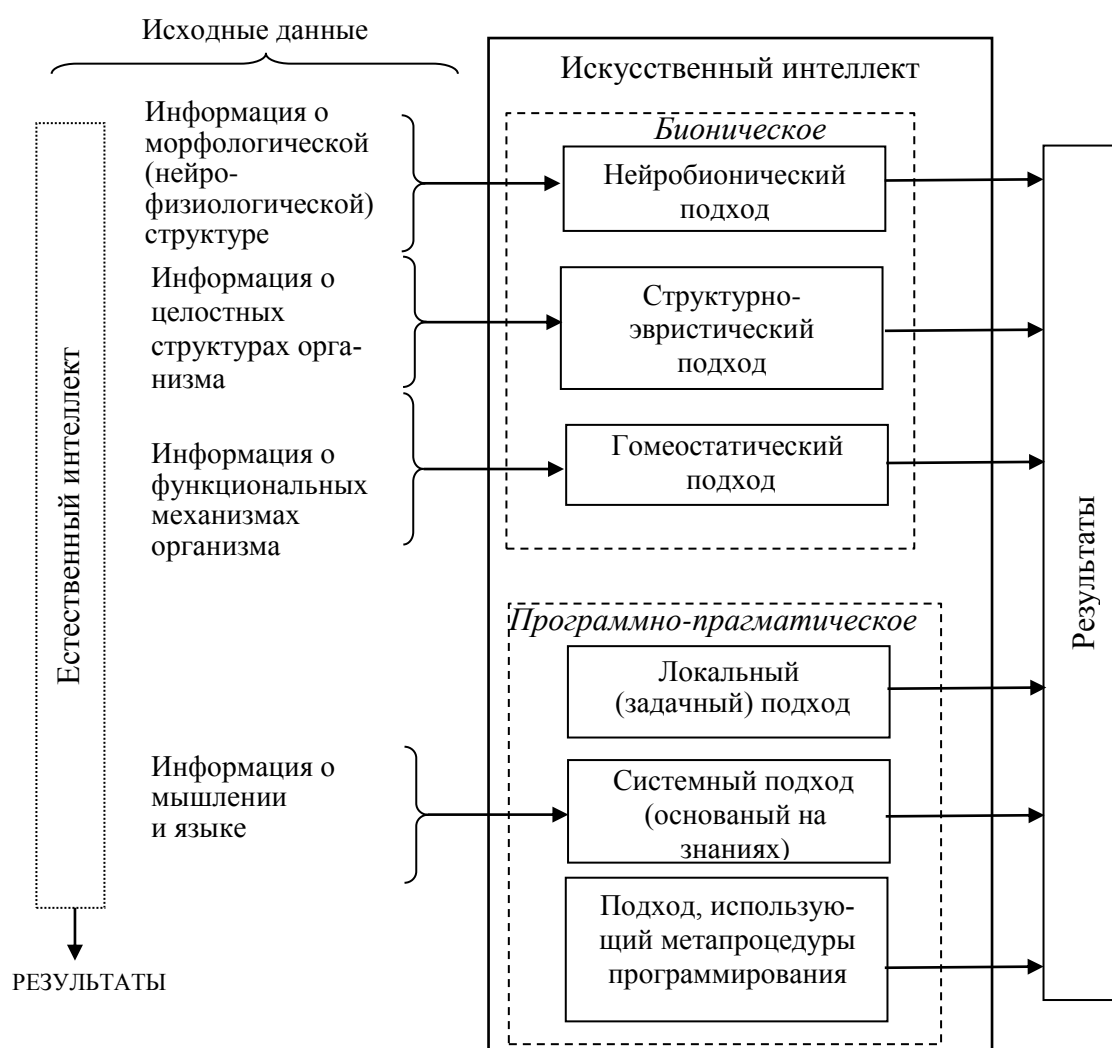 Исходные данные
Искусственный интеллект
Естественный интеллект
РЕЗУЛЬТАТЫ
Информация о
морфологической
(нейро-
физиологической)
структуре
Информация о
целостных
структурах орга-
низма
Информация о
функциональных
механизмах
организма
Информация о
мышлении
и языке
Бионическое
Нейробионический
подход
Структурно-
эвристический
подход
Гомеостатический
подход
Программно-прагматическое
Локальный
(задачный) подход
Системный подход
(основаный на
знаниях)
Подход, использую-
щий метапроцедуры
программирования
Результаты